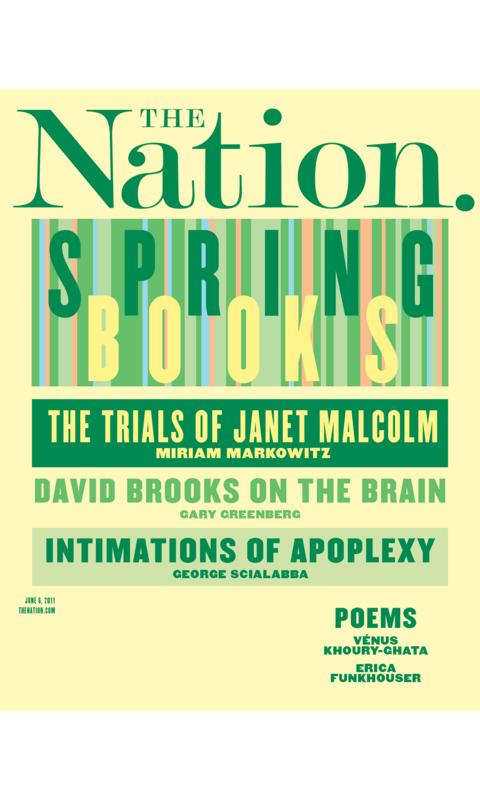 THE
Nation.
SPRING
BOOKS
THE TRIALS OF JANET MALCOLM
MIRIAM MARKOWITZ
DAVID BROOKS ON THE BRAIN
GARY GREENBERG
INTIMATIONS OF APOPLEXY
GEORGE SCIALABBA
JUNE 6, 2011
THENATION.COM
POEMS
VÉNUS
KHOURY-GHATA
ERICA
FUNKHOUSER